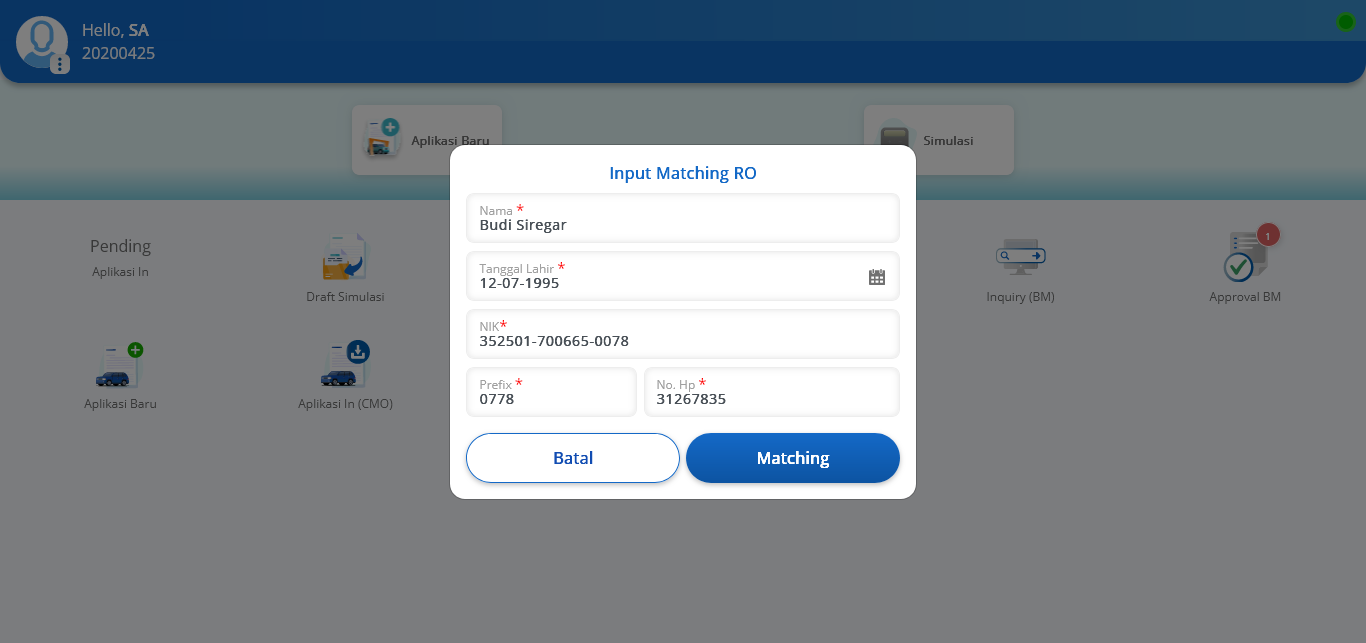 Hello, SA
20200425
Aplikasi Baru
Simulasi
Input Matching RO
Nama *
Budi Siregar
Tanggal Lahir *
12-07-1995
NIK*
352501-700665-0078
Prefix *
0778
No. Hp *
31267835
Batal
Matching
Pending
Aplikasi In
Draft Simulasi
Inquiry (BM)
1
Approval BM
Aplikasi Baru
Aplikasi In (CMO)